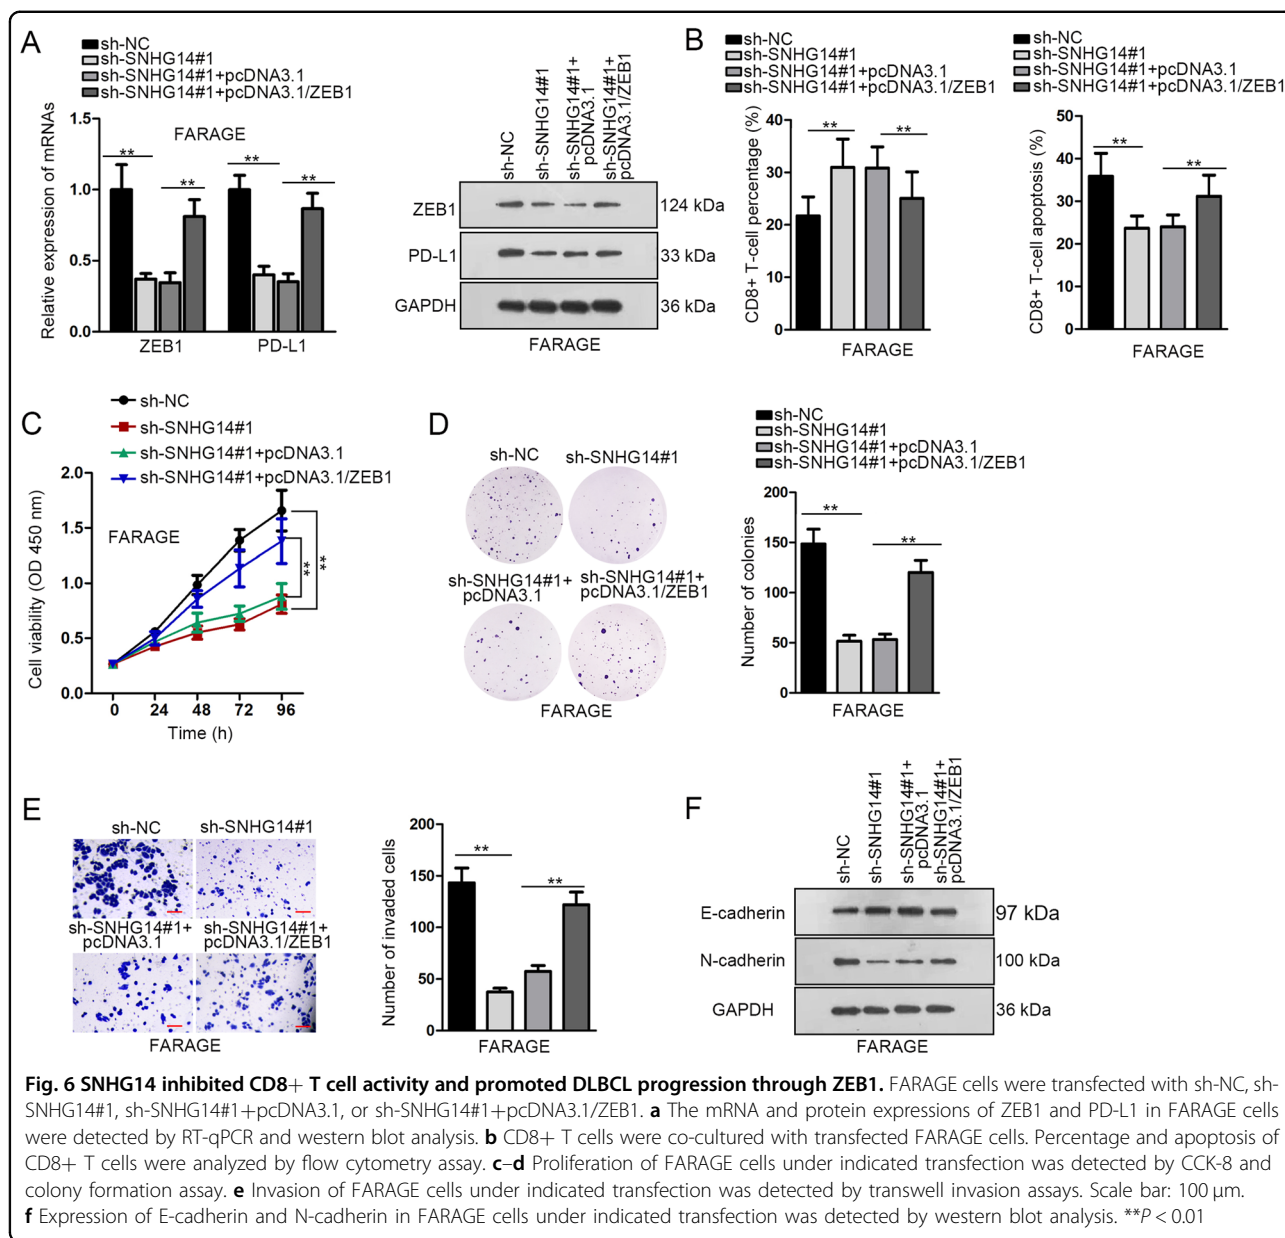 A
sh-NC
sh-SNHG14#1
sh-SNHG14#1+pcDNA3.1
sh-SNHG14#1+pcDNA3.1/ZEB1
FARAGE
Relative expression of mRNAs
1.5
1.0
0.5
0.0
** ** ** **
ZEB1 PD-L1
sh-NC
sh-SNHG14#1
sh-SNHG14#1+
pcDNA3.1
sh-SNHG14#1+
pcDNA3.1/ZEB1
ZEB1 124 kDa
PD-L1 33 kDa
GAPDH 36 kDa
FARAGE
B
sh-NC
sh-SNHG14#1
sh-SNHG14#1+pcDNA3.1
sh-SNHG14#1+pcDNA3.1/ZEB1
CD8+ T-cell percentage (%)
40
30
20
10
0
** **
FARAGE
sh-NC
sh-SNHG14#1
sh-SNHG14#1+pcDNA3.1
sh-SNHG14#1+pcDNA3.1/ZEB1
CD8+ T-cell apoptosis (%)
50
40
30
20
10
0
** **
FARAGE
C
sh-NC
sh-SNHG14#1
sh-SNHG14#1+pcDNA3.1
sh-SNHG14#1+pcDNA3.1/ZEB1
FARAGE
Cell viability (OD 450 nm)
2.0
1.5
1.0
0.5
0.0
** **
0 24 48 72 96
Time (h)
D
sh-NC sh-SNHG14#1
sh-SNHG14#1+
pcDNA3.1
sh-SNHG14#1+
pcDNA3.1/ZEB1
FARAGE
sh-NC
sh-SNHG14#1
sh-SNHG14#1+pcDNA3.1
sh-SNHG14#1+pcDNA3.1/ZEB1
Number of colonies
200
150
100
50
0
** **
FARAGE
E
sh-NC sh-SNHG14#1
sh-SNHG14#1+
pcDNA3.1
sh-SNHG14#1+
pcDNA3.1/ZEB1
FARAGE
Number of invaded cells
200
150
100
50
0
** **
FARAGE
F
sh-NC
sh-SNHG14#1
sh-SNHG14#1+
pcDNA3.1
sh-SNHG14#1+
pcDNA3.1/ZEB1
E-cadherin 97 kDa
N-cadherin 100 kDa
GAPDH 36 kDa
FARAGE
Fig. 6 SNHG14 inhibited CD8+ T cell activity and promoted DLBCL progression through ZEB1. FARAGE cells were transfected with sh-NC, sh-
SNHG14#1, sh-SNHG14#1+pcDNA3.1, or sh-SNHG14#1+pcDNA3.1/ZEB1. a The mRNA and protein expressions of ZEB1 and PD-L1 in FARAGE cells
were detected by RT-qPCR and western blot analysis. b CD8+ T cells were co-cultured with transfected FARAGE cells. Percentage and apoptosis of
CD8+ T cells were analyzed by flow cytometry assay. c–d Proliferation of FARAGE cells under indicated transfection was detected by CCK-8 and
colony formation assay. e Invasion of FARAGE cells under indicated transfection was detected by transwell invasion assays. Scale bar: 100 μm.
f Expression of E-cadherin and N-cadherin in FARAGE cells under indicated transfection was detected by western blot analysis. **P < 0.01